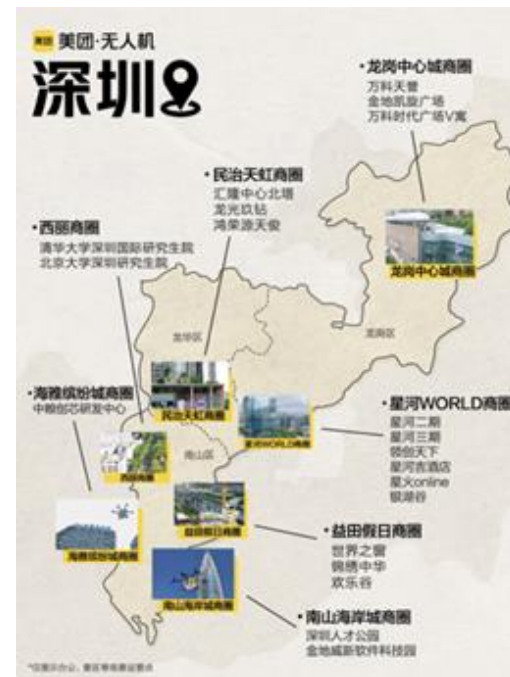 美团 美团·无人机
深圳
·龙岗中心城商圈
万科天誉
金地凯旋广场
万科时代广场V寓
·民治天虹商圈
汇隆中心北塔
龙光玖钻
鸿荣源天俊
·西丽商圈
清华大学深圳国际研究生院
北京大学深圳研究生院
龙岗中心城商圈
龙华区
龙岗区
·海雅缤纷城商圈
中粮创芯研发中心
民治天虹商圈
星河WORLD商圈
·星河WORLD商圈
星河二期
星河三期
领创天下
星河吉酒店
星火online
银湖谷
南山区
西丽商圈
益田假日商圈
海雅缤纷城商圈
·益田假日商圈
世界之窗
锦绣中华
欢乐谷
南山海岸城商圈
·南山海岸城商圈
深圳人才公园
金地威新软件科技园